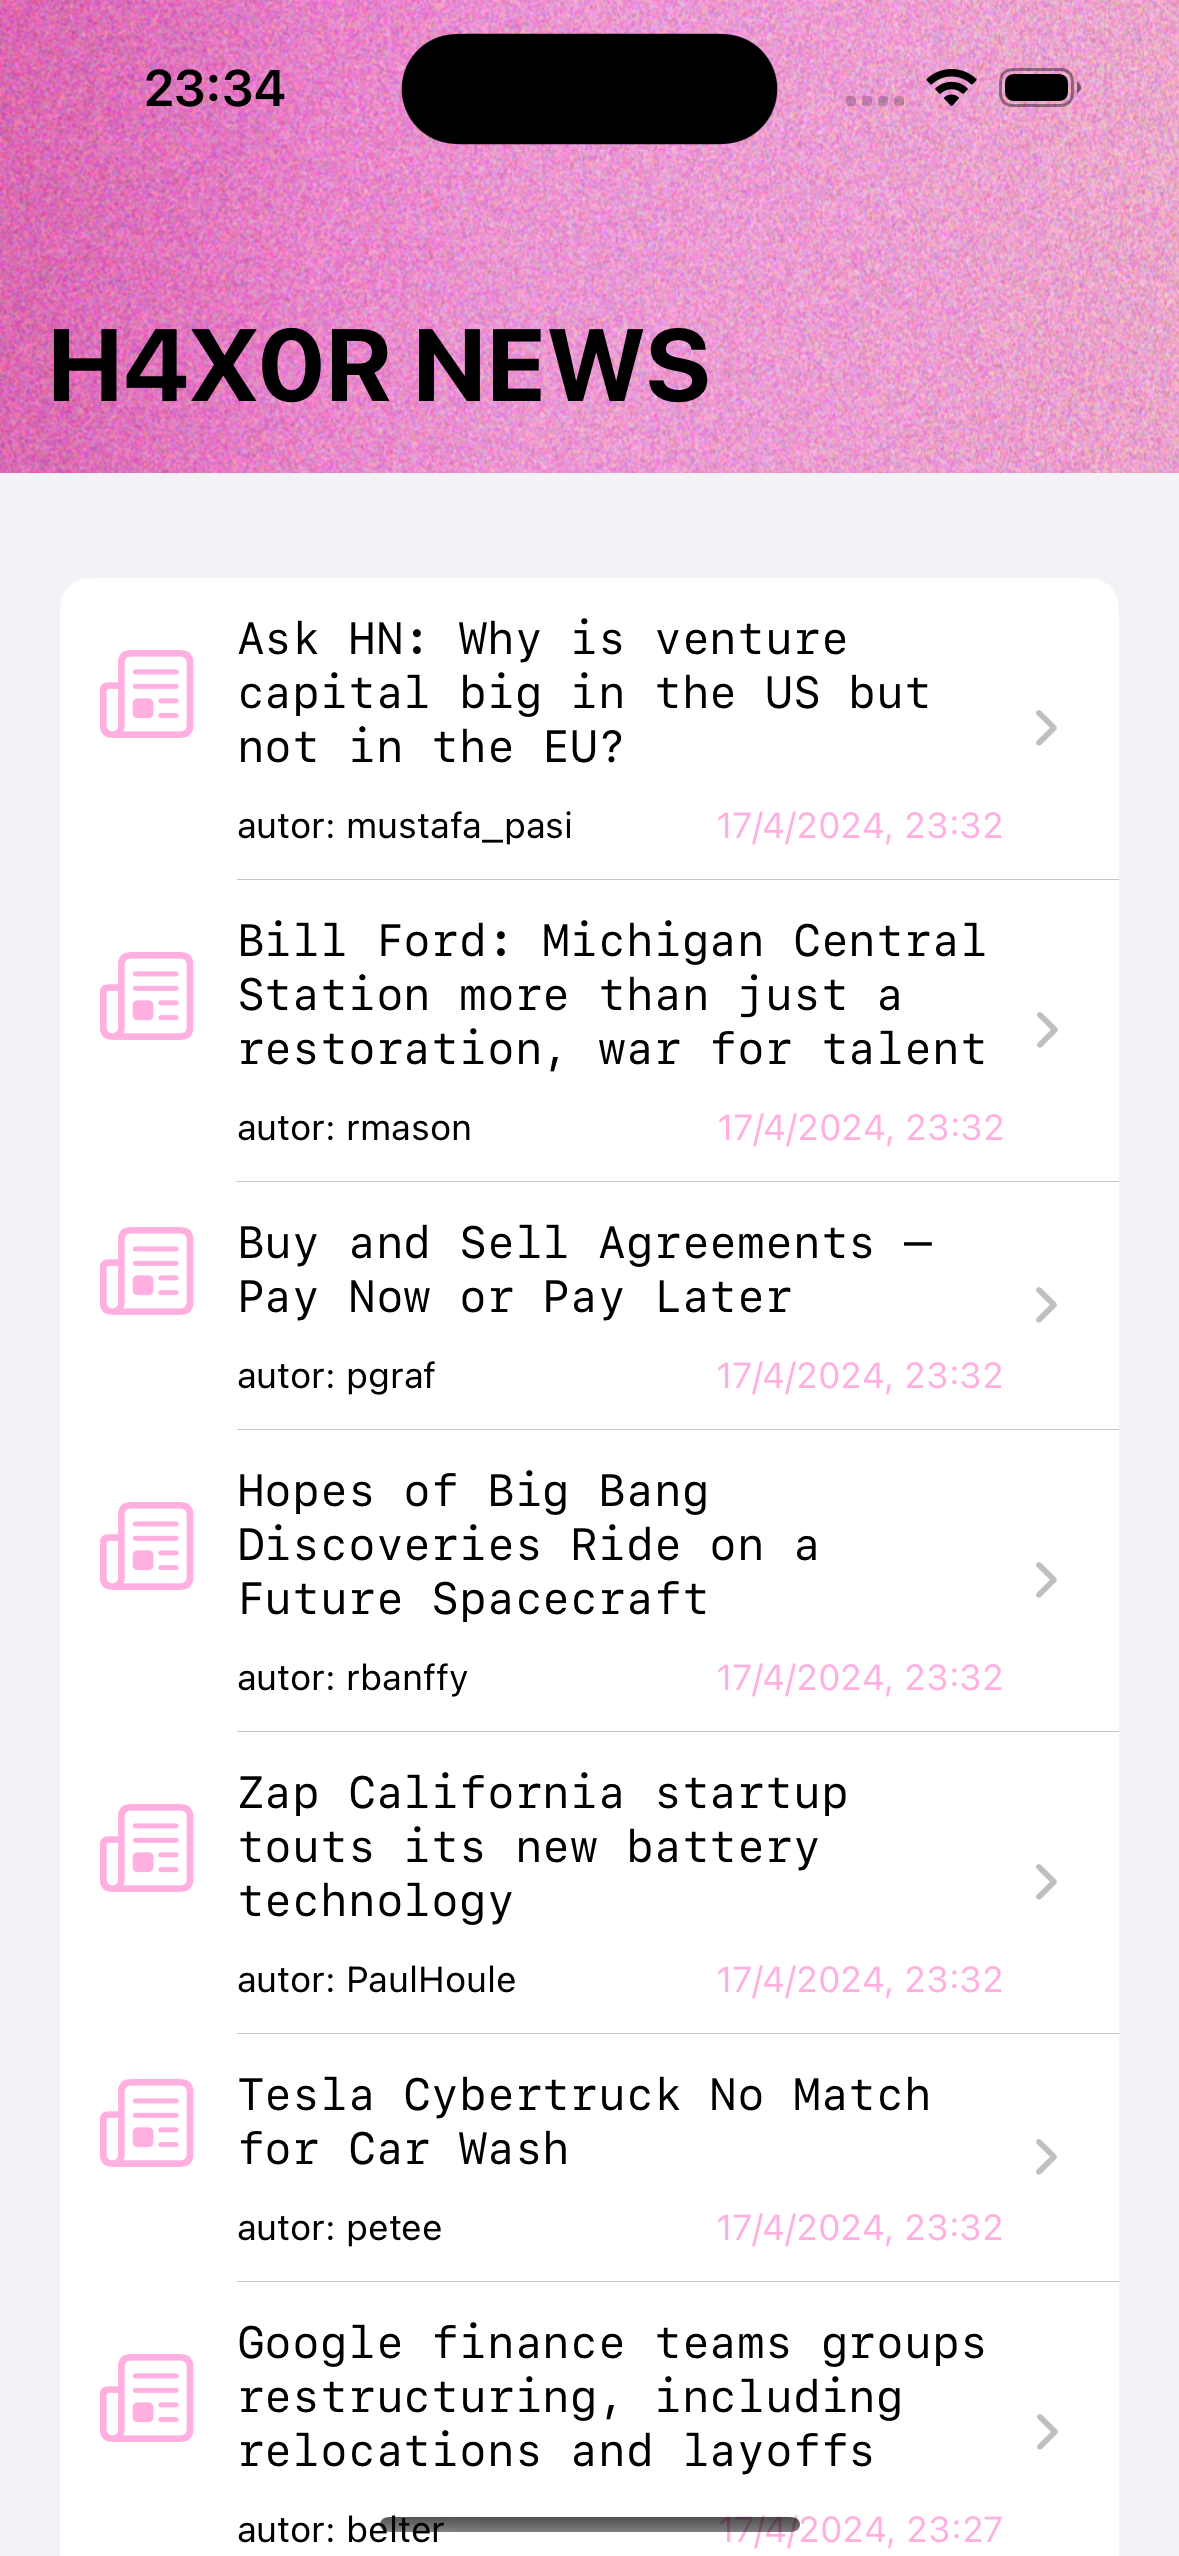 23:34
H4X0R NEWS
Ask HN: Why is venture
capital big in the US but
not in the EU?
autor: mustafa_pasi 17/4/2024, 23:32
Bill Ford: Michigan Central
Station more than just a
restoration, war for talent
autor: rmason 17/4/2024, 23:32
Buy and Sell Agreements –
Pay Now or Pay Later
autor: pgraf 17/4/2024, 23:32
Hopes of Big Bang
Discoveries Ride on a
Future Spacecraft
autor: rbanffy 17/4/2024, 23:32
Zap California startup
touts its new battery
technology
autor: PaulHoule 17/4/2024, 23:32
Tesla Cybertruck No Match
for Car Wash
autor: petee 17/4/2024, 23:32
Google finance teams groups
restructuring, including
relocations and layoffs
autor: belter 17/4/2024, 23:27